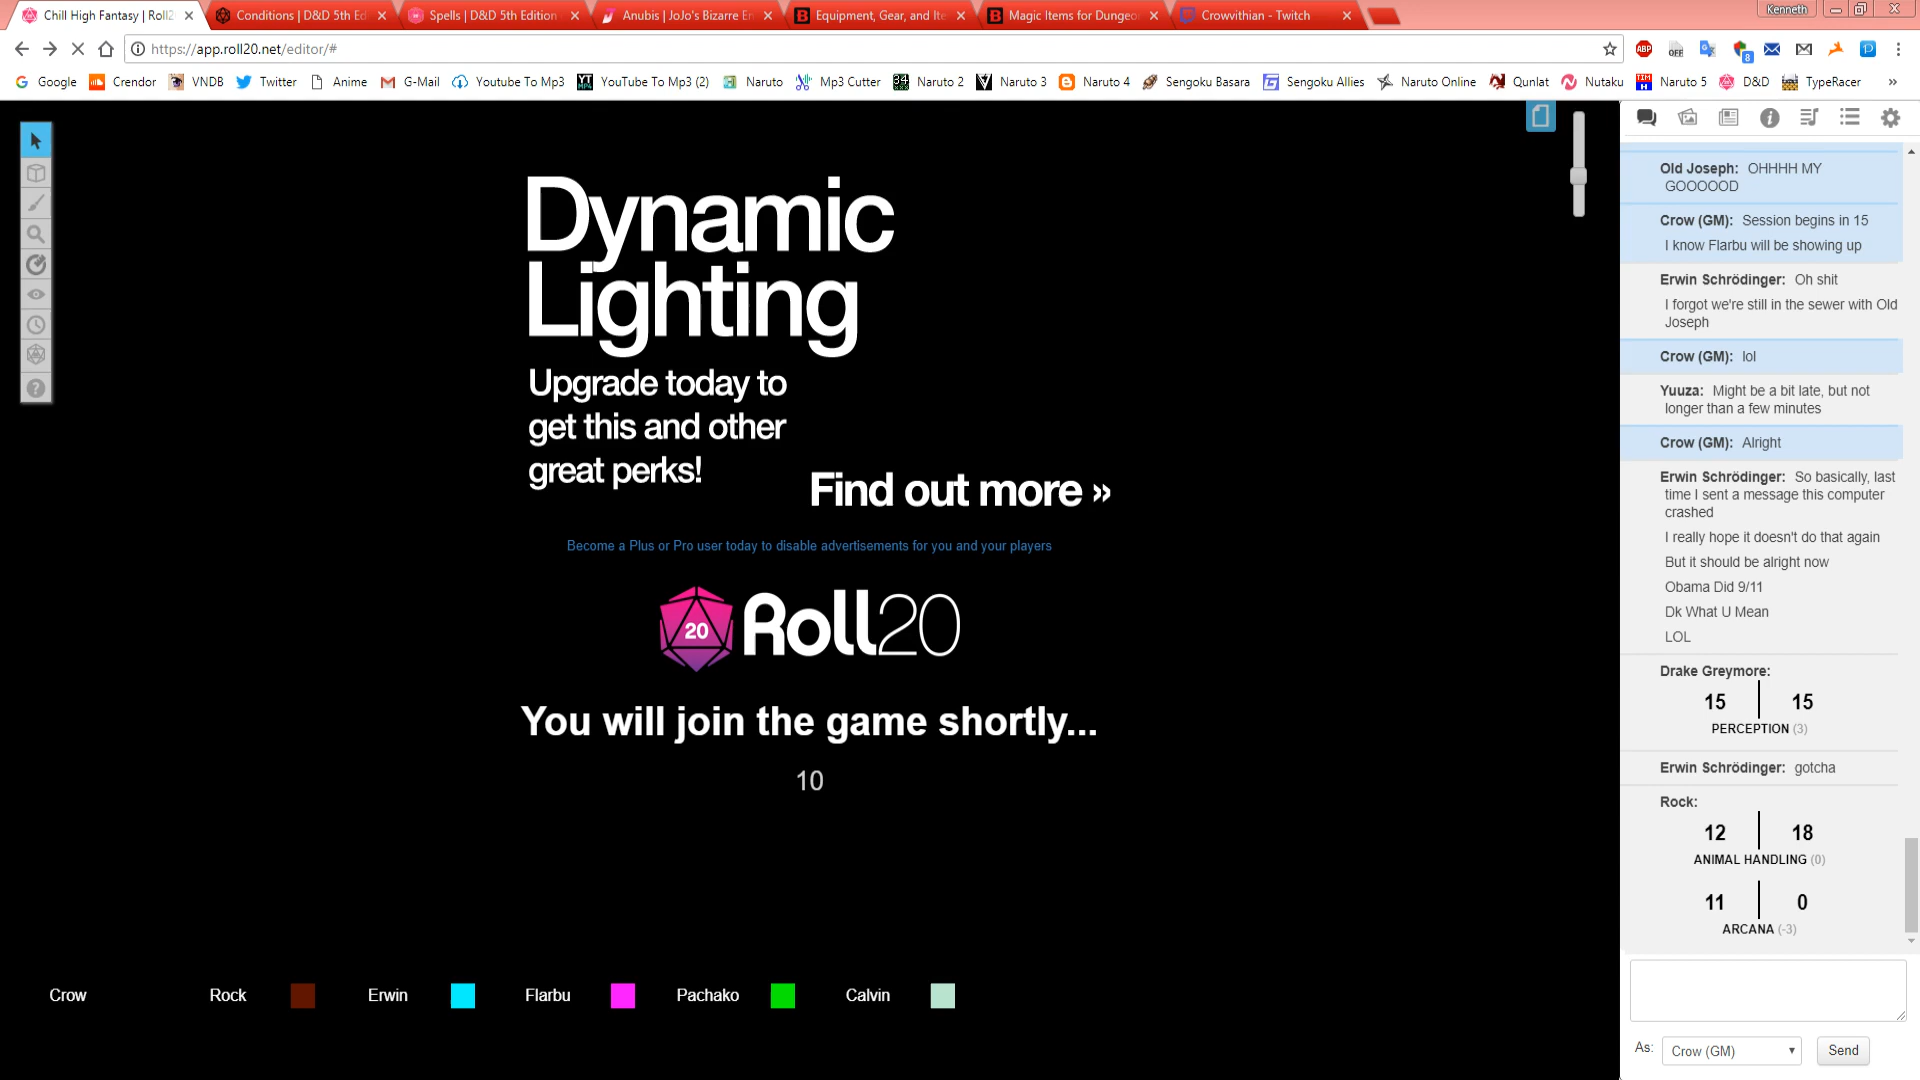 Chill High Fantasy | Roll2
Conditions | D&D 5th Ed
Spells | D&D 5th Edition
Anubis | JoJo's Bizarre En
Equipment, Gear, and Ite
Magic Items for Dungeo
Crowvithian - Twitch
Kenneth
https://app.roll20.net/editor/#
ABP
OFF
8
Google
Crendor
VNDB
Twitter
Anime
G-Mail
Youtube To Mp3
YouTube To Mp3 (2)
Naruto
Mp3 Cutter
Naruto 2
Naruto 3
Naruto 4
Sengoku Basara
Sengoku Allies
Naruto Online
Qunlat
Nutaku
Naruto 5
D&D
TypeRacer
»
Dynamic
Lighting
Upgrade today to
get this and other
great perks!
Find out more »
Become a Plus or Pro user today to disable advertisements for you and your players
20 Roll20
You will join the game shortly...
10
Crow
Rock
Erwin
Flarbu
Pachako
Calvin
Old Joseph: OHHHH MY
GOOOOOD
Crow (GM): Session begins in 15
I know Flarbu will be showing up
Erwin Schrödinger: Oh shit
I forgot we're still in the sewer with Old
Joseph
Crow (GM): lol
Yuuza: Might be a bit late, but not
longer than a few minutes
Crow (GM): Alright
Erwin Schrödinger: So basically, last
time I sent a message this computer
crashed
I really hope it doesn't do that again
But it should be alright now
Obama Did 9/11
Dk What U Mean
LOL
Drake Greymore:
15 | 15
PERCEPTION (3)
Erwin Schrödinger: gotcha
Rock:
12 | 18
ANIMAL HANDLING (0)
11 | 0
ARCANA (-3)
As: Crow (GM)
Send